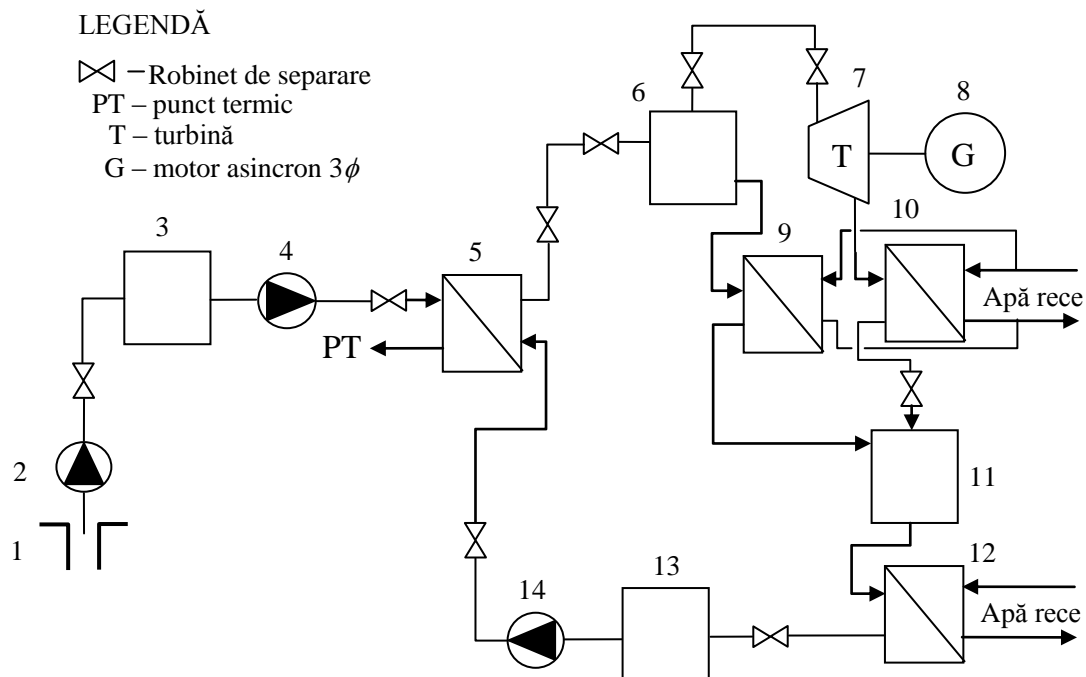 LEGENDĂ
– Robinet de separare
PT – punct termic
T – turbină
G – motor asincron 3ϕ
1
2
3
4
5
PT
6
7
T
8
G
9
10
Apă rece
11
12
Apă rece
13
14